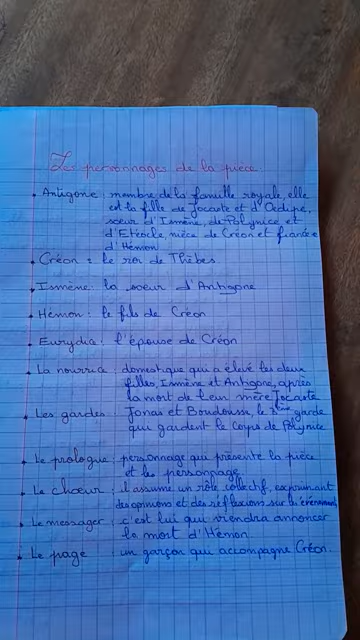 Les personnages de la pièce
• Antigone : membre de la famille royale, elle
est la fille de Jocaste et d'Oedipe,
soeur d'Ismène, de Polynice et
d'Etéocle, nièce de Créon et fiancée
d'Hémon
• Créon : le roi de Thèbes
• Ismène : la soeur d'Antigone
• Hémon : le fils de Créon
• Eurydice : l'épouse de Créon
• La nourrice : domestique qui a élevé les deux
filles, Ismène et Antigone, après
la mort de leur mère Jocaste
• Les gardes : Jonas et Boudousse, le 3ème garde
qui gardent le Corps de Polynice
• Le prologue : personnage qui présente la pièce
et les personnage
• Le choeur : il assume un rôle collectif, exprimant
des opinions et des réflexions sur les événements
• Le messager : c'est lui qui viendra annoncer
la mort d'Hémon
• Le page : un garçon qui accompagne Créon.